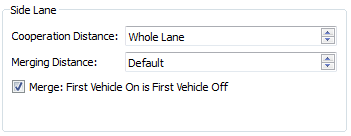 Side Lane
Cooperation Distance: Whole Lane
Merging Distance: Default
Merge: First Vehicle On is First Vehicle Off